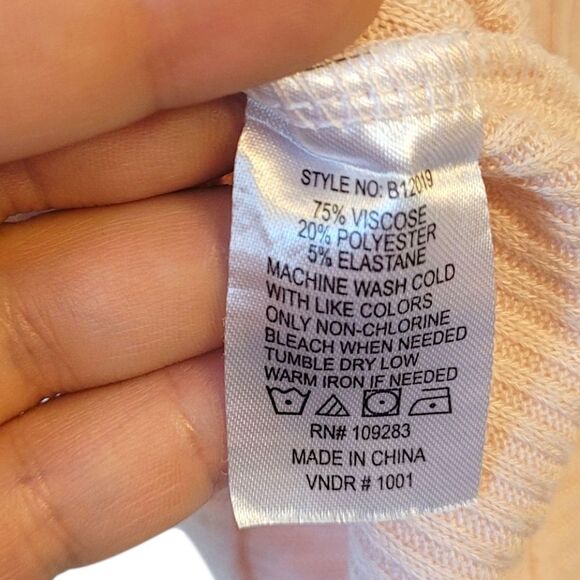 STYLE NO: B12019
75% VISCOSE
20% POLYESTER
5% ELASTANE
MACHINE WASH COLD
WITH LIKE COLORS
ONLY NON-CHLORINE
BLEACH WHEN NEEDED
TUMBLE DRY LOW
WARM IRON IF NEEDED
RN# 109283
MADE IN CHINA
VNDR # 1001